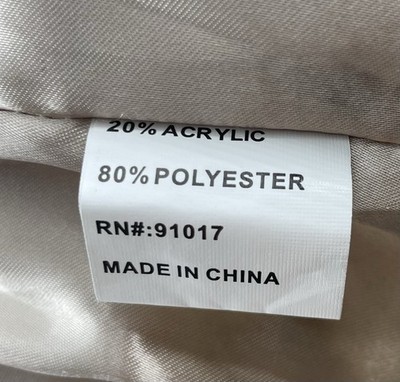 20% ACRYLIC
80% POLYESTER
RN#:91017
MADE IN CHINA